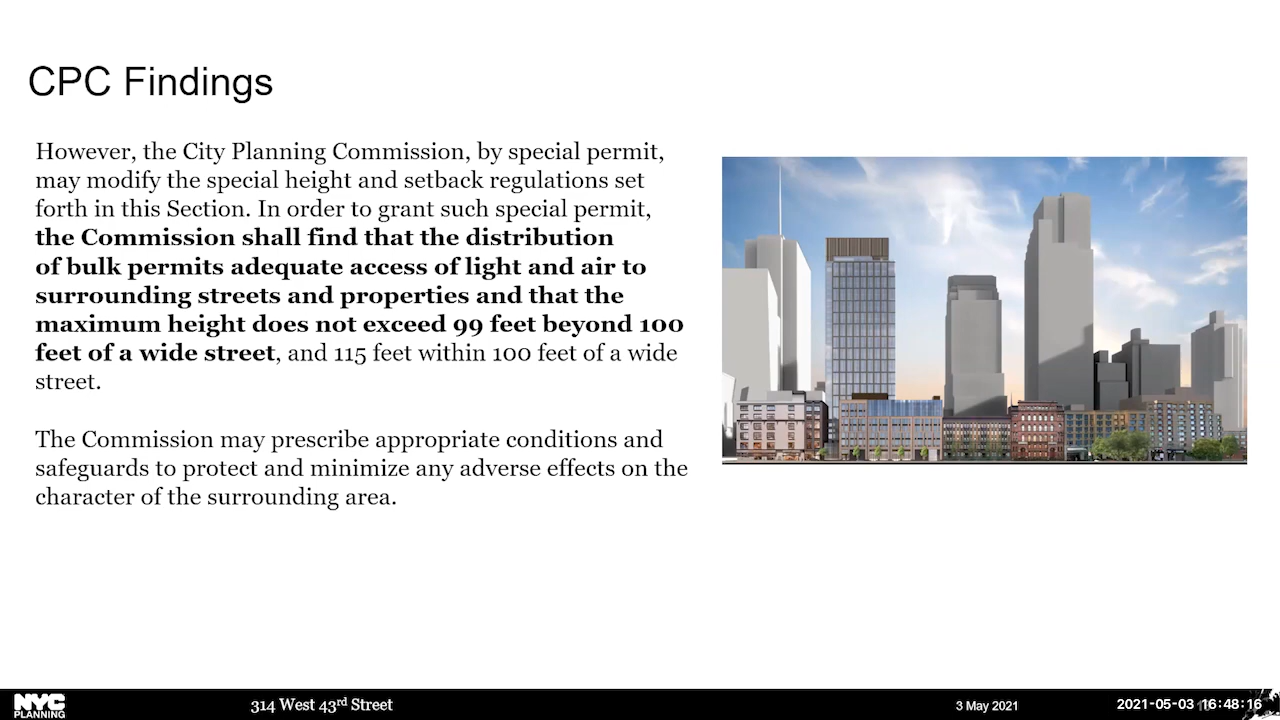 CPC Findings
However, the City Planning Commission, by special permit,
may modify the special height and setback regulations set
forth in this Section. In order to grant such special permit,
the Commission shall find that the distribution
of bulk permits adequate access of light and air to
surrounding streets and properties and that the
maximum height does not exceed 99 feet beyond 100
feet of a wide street, and 115 feet within 100 feet of a wide
street.
The Commission may prescribe appropriate conditions and
safeguards to protect and minimize any adverse effects on the
character of the surrounding area.
NYC
PLANNING
314 West 43rd Street
3 May 2021
2021-05-03 16:48:16